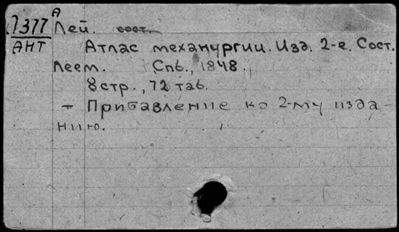 А
1377 Лей. сост.
АНТ Атлас механургии. Изд. 2-е. Сост.
Леем. Спб., 1848.
8 стр., 72 таб.
+ Прибавление ко 2-му изда-
нию.